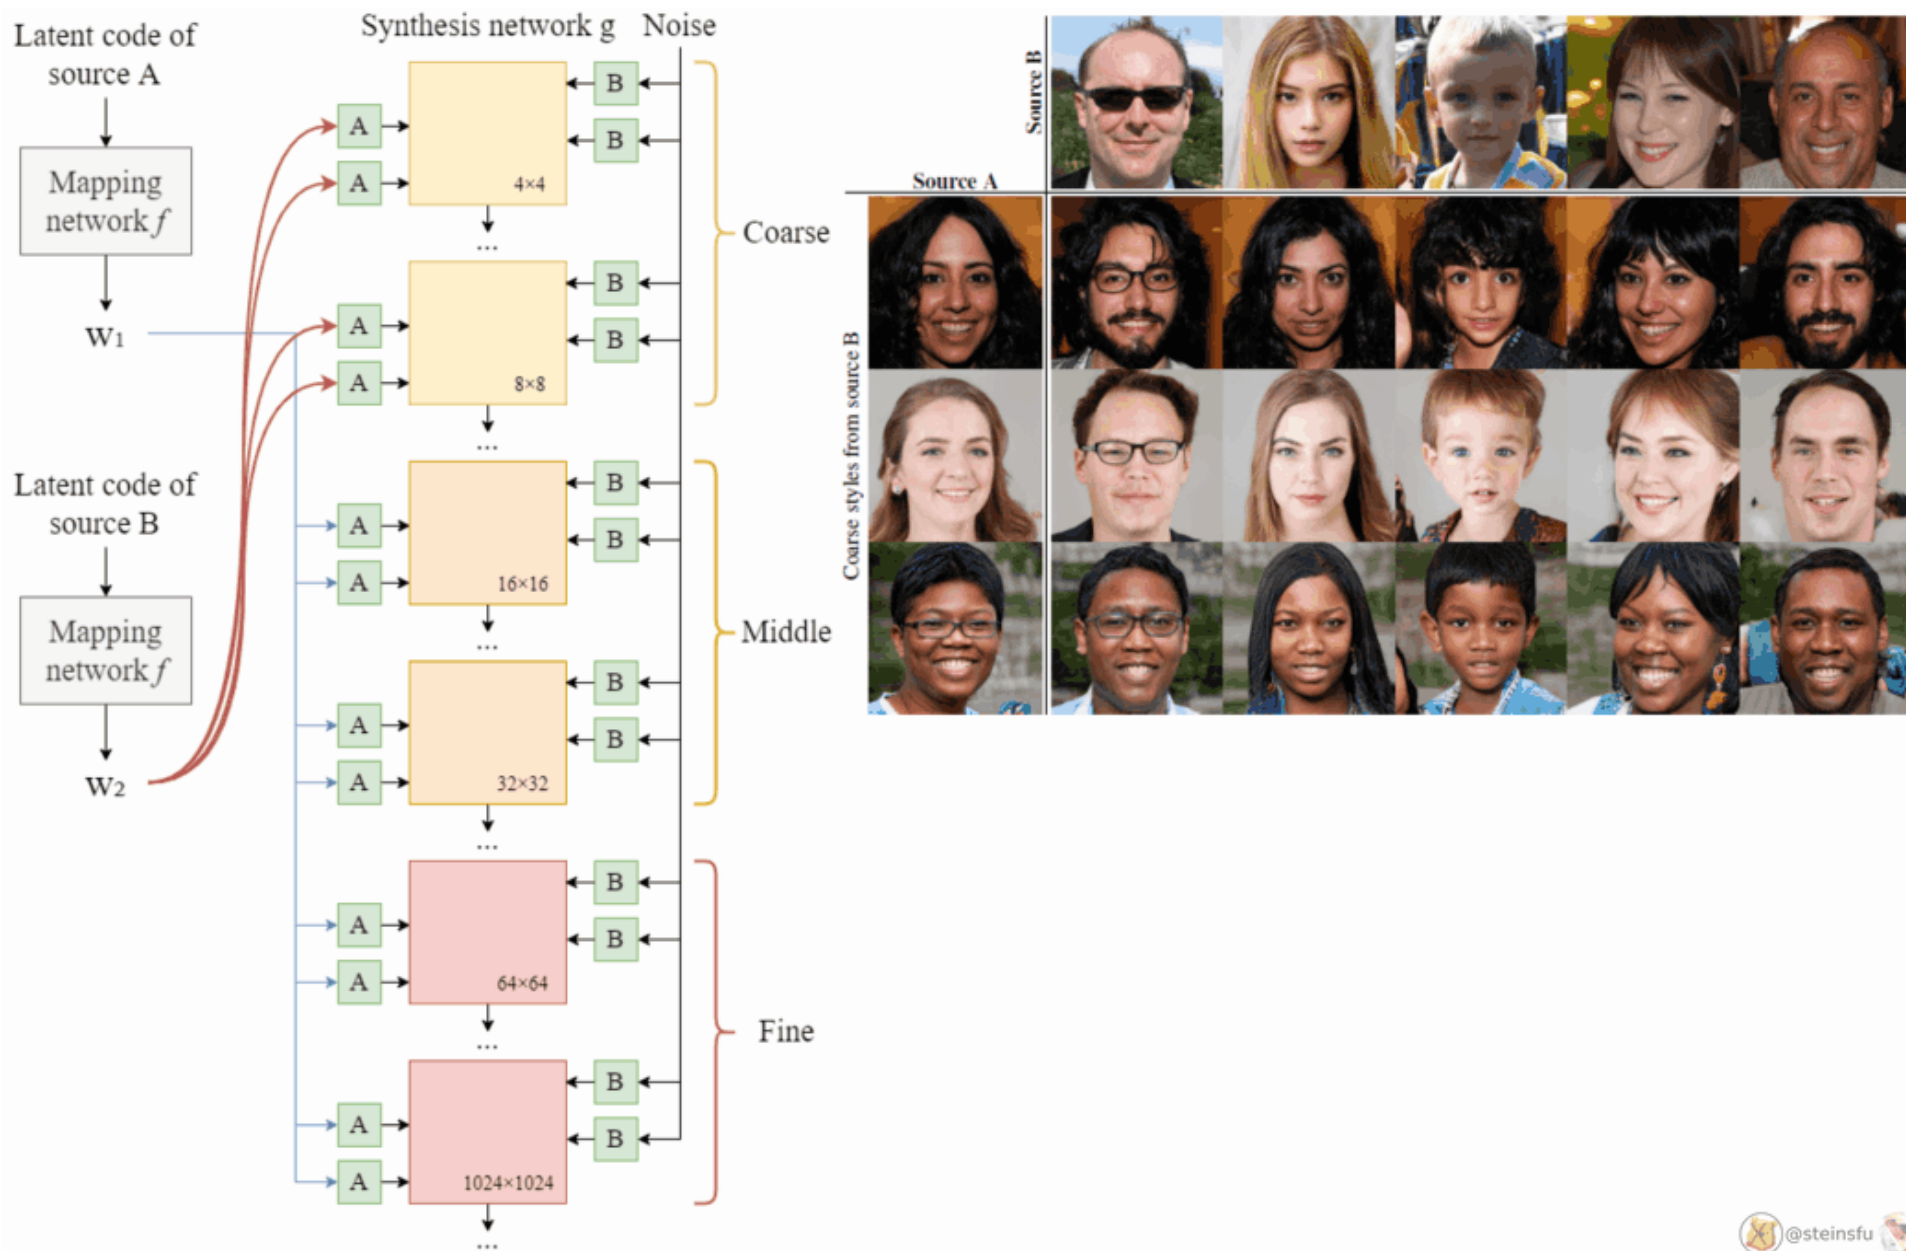 Latent code of
source A
Mapping
network f
w1
Latent code of
source B
Mapping
network f
w2
Synthesis network g
Noise
A
A
B
B
4×4
...
A
A
B
B
8×8
...
Coarse
A
A
B
B
16×16
...
A
A
B
B
32×32
...
Middle
A
A
B
B
64×64
...
A
A
B
B
1024×1024
...
Fine
Source B
Source A
Coarse styles from source B
@steinsfu